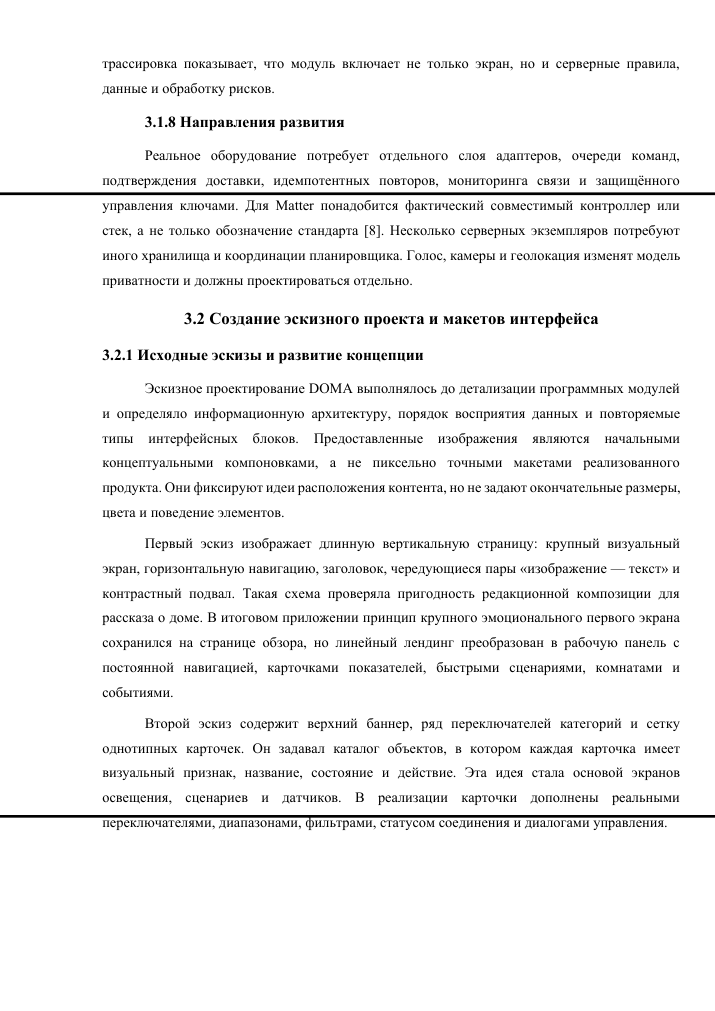 трассировка показывает, что модуль включает не только экран, но и серверные правила,
данные и обработку рисков.
3.1.8 Направления развития
Реальное оборудование потребует отдельного слоя адаптеров, очереди команд,
подтверждения доставки, идемпотентных повторов, мониторинга связи и защищённого
управления ключами. Для Matter понадобится фактический совместимый контроллер или
стек, а не только обозначение стандарта [8]. Несколько серверных экземпляров потребуют
иного хранилища и координации планировщика. Голос, камеры и геолокация изменят модель
приватности и должны проектироваться отдельно.
3.2 Создание эскизного проекта и макетов интерфейса
3.2.1 Исходные эскизы и развитие концепции
Эскизное проектирование DOMA выполнялось до детализации программных модулей
и определяло информационную архитектуру, порядок восприятия данных и повторяемые
типы интерфейсных блоков. Предоставленные изображения являются начальными
концептуальными компоновками, а не пиксельно точными макетами реализованного
продукта. Они фиксируют идеи расположения контента, но не задают окончательные размеры,
цвета и поведение элементов.
Первый эскиз изображает длинную вертикальную страницу: крупный визуальный
экран, горизонтальную навигацию, заголовок, чередующиеся пары «изображение — текст» и
контрастный подвал. Такая схема проверяла пригодность редакционной композиции для
рассказа о доме. В итоговом приложении принцип крупного эмоционального первого экрана
сохранился на странице обзора, но линейный лендинг преобразован в рабочую панель с
постоянной навигацией, карточками показателей, быстрыми сценариями, комнатами и
событиями.
Второй эскиз содержит верхний баннер, ряд переключателей категорий и сетку
однотипных карточек. Он задавал каталог объектов, в котором каждая карточка имеет
визуальный признак, название, состояние и действие. Эта идея стала основой экранов
освещения, сценариев и датчиков. В реализации карточки дополнены реальными
переключателями, диапазонами, фильтрами, статусом соединения и диалогами управления.